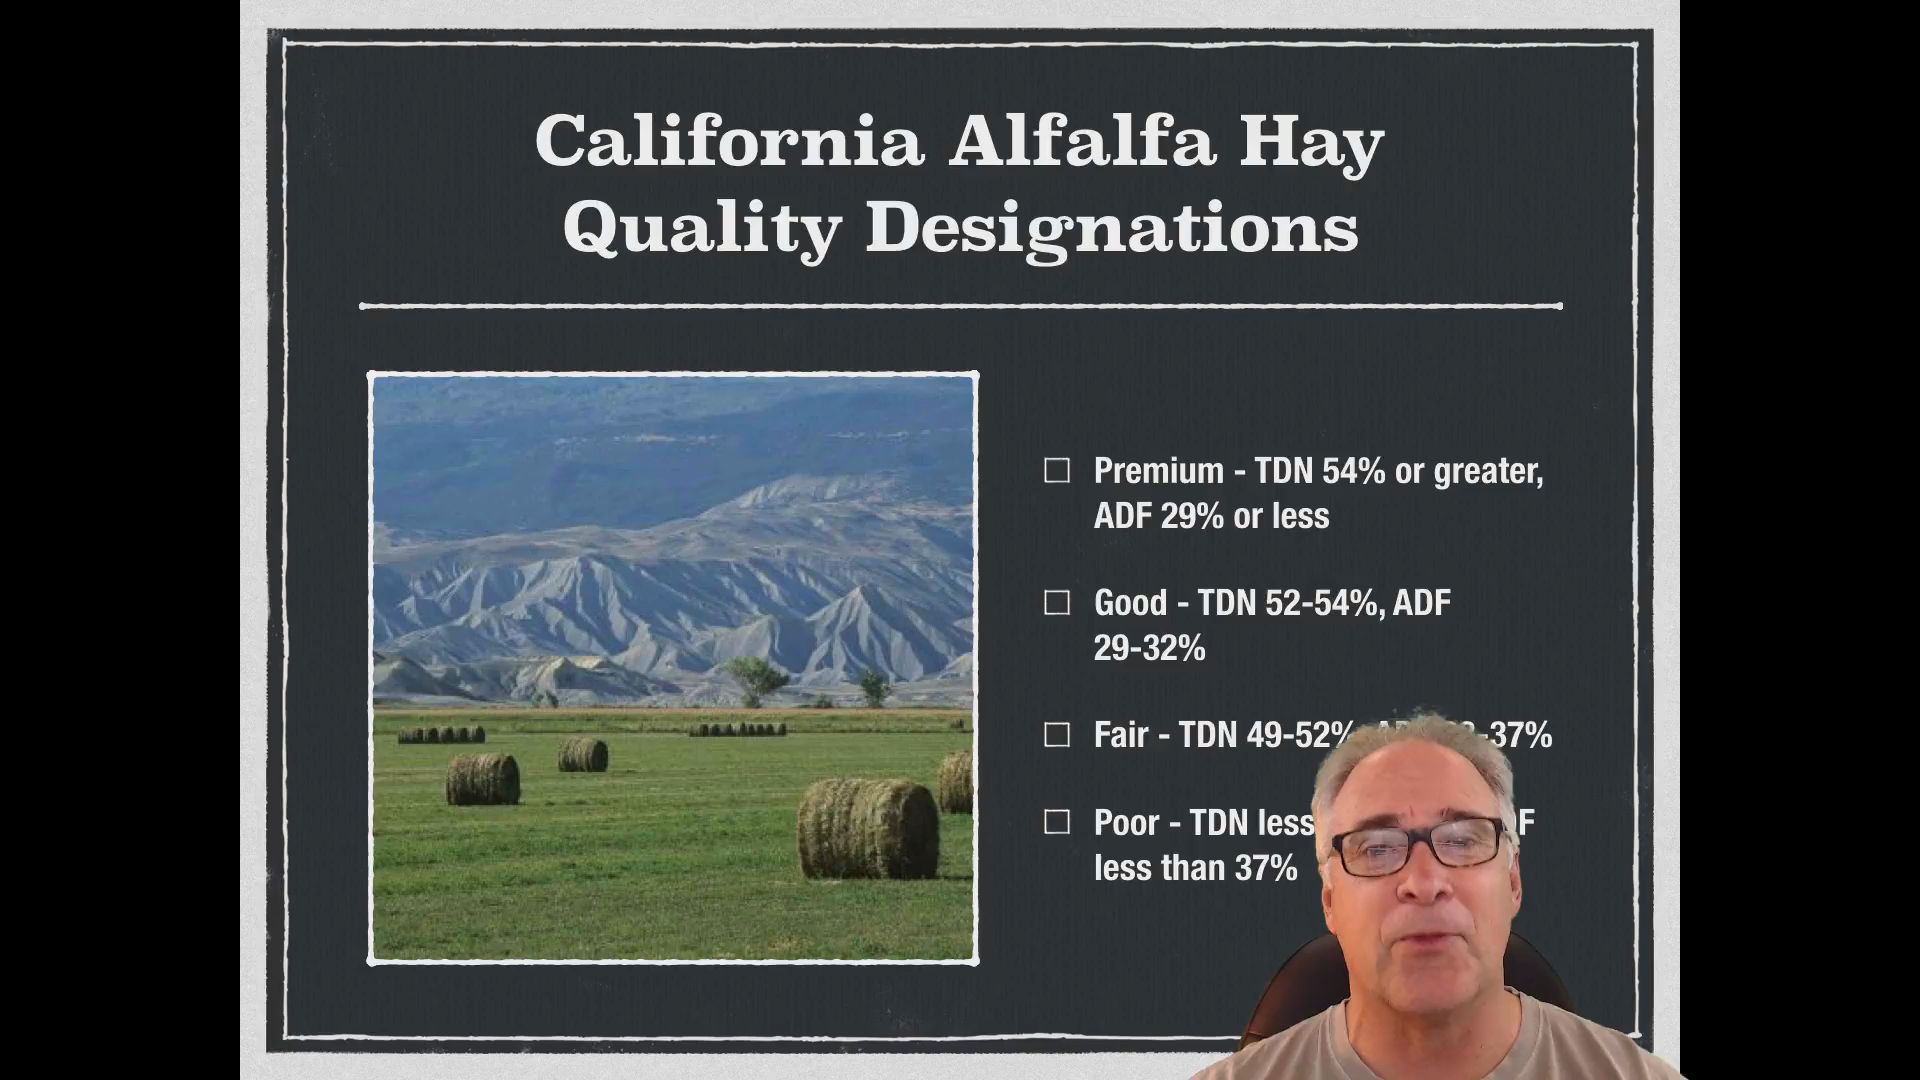 California Alfalfa Hay
Quality Designations
Premium - TDN 54% or greater,
ADF 29% or less
Good - TDN 52-54%, ADF
29-32%
Fair - TDN 49-52% -37%
Poor - TDN less
less than 37%